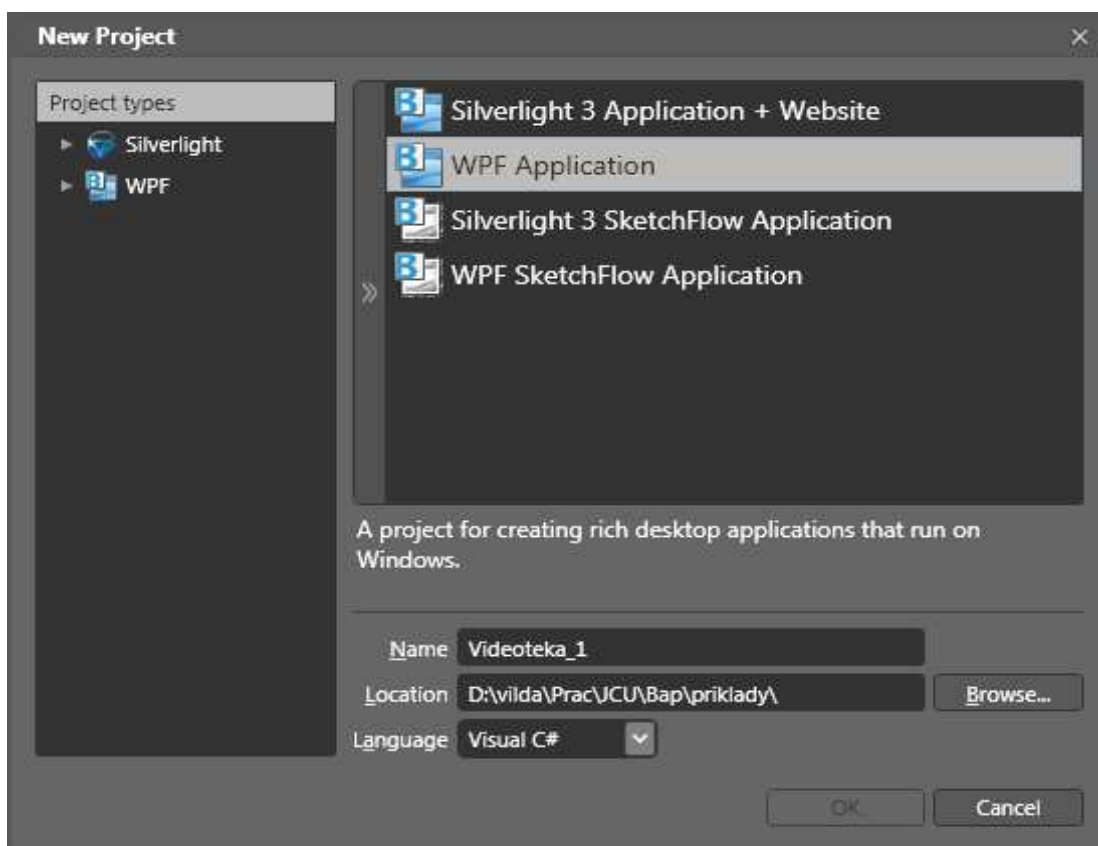 New Project
Project types
Silverlight
WPF
Silverlight 3 Application + Website
WPF Application
Silverlight 3 SketchFlow Application
WPF SketchFlow Application
A project for creating rich desktop applications that run on
Windows.
Name Videoteka_1
Location D:\vilda\Prac\JCU\Bap\priklady\ Browse...
Language Visual C#
OK Cancel